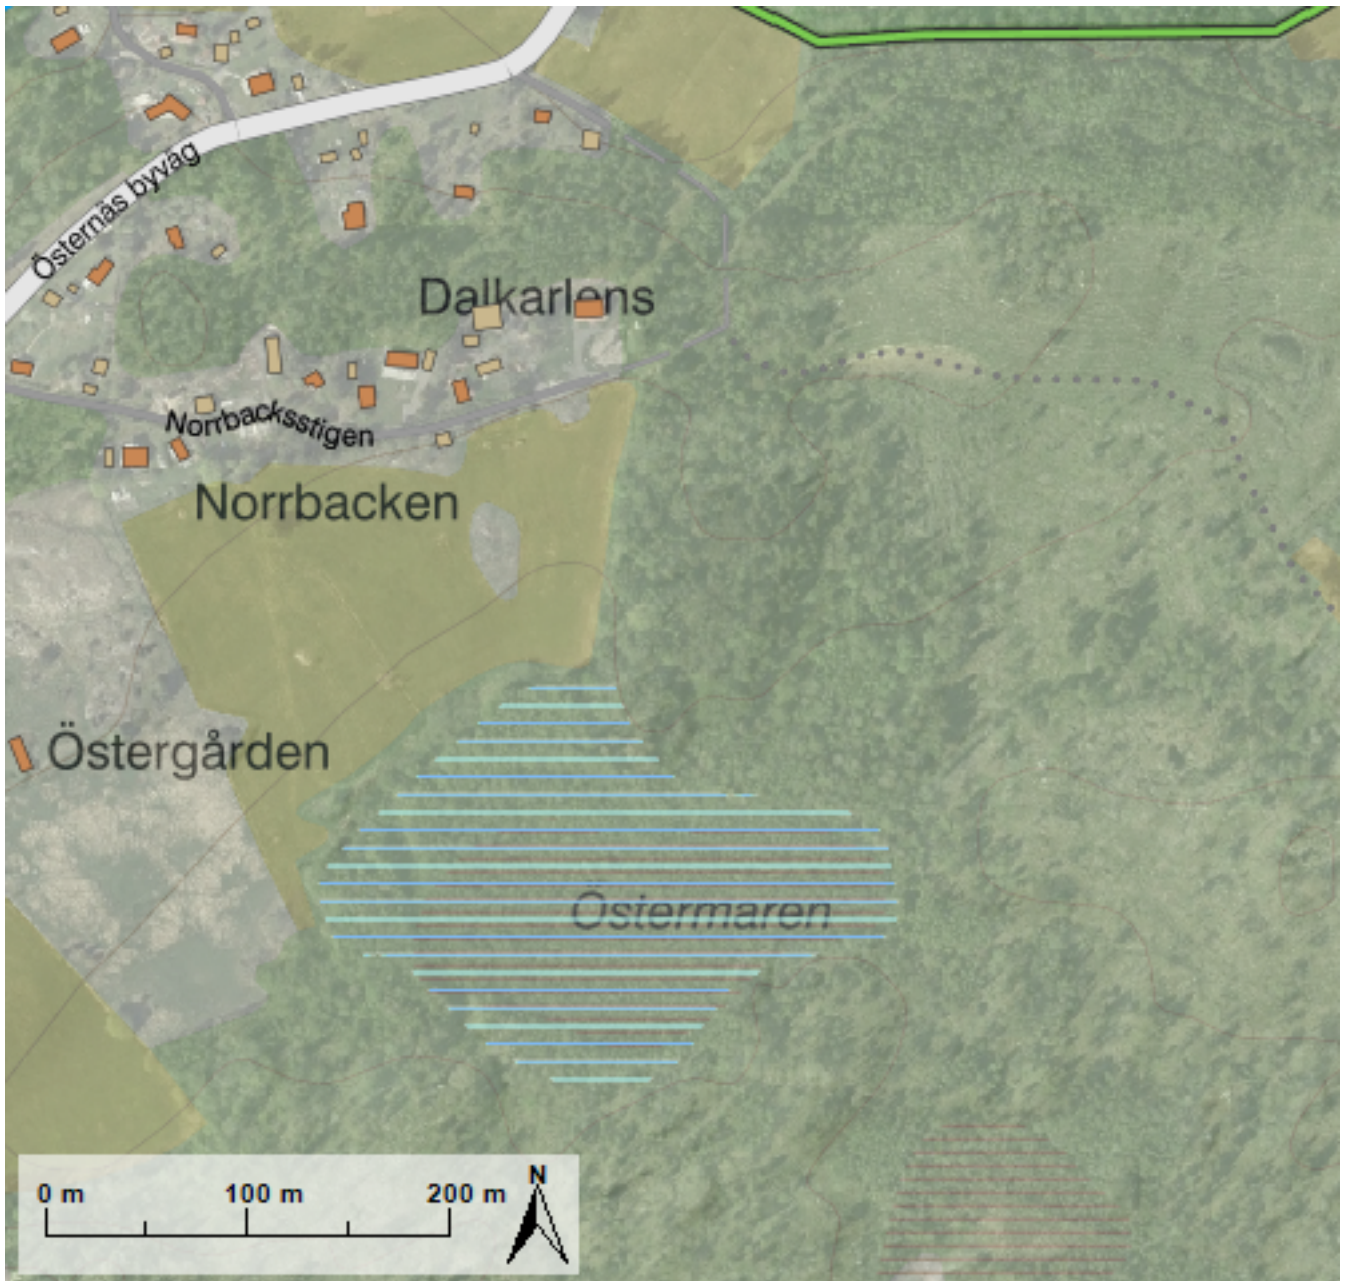 Östernäs byväg
Dalkarlens
Norrbacksstigen
Norrbacken
Östergården
Östermaren
0 m 100 m 200 m N